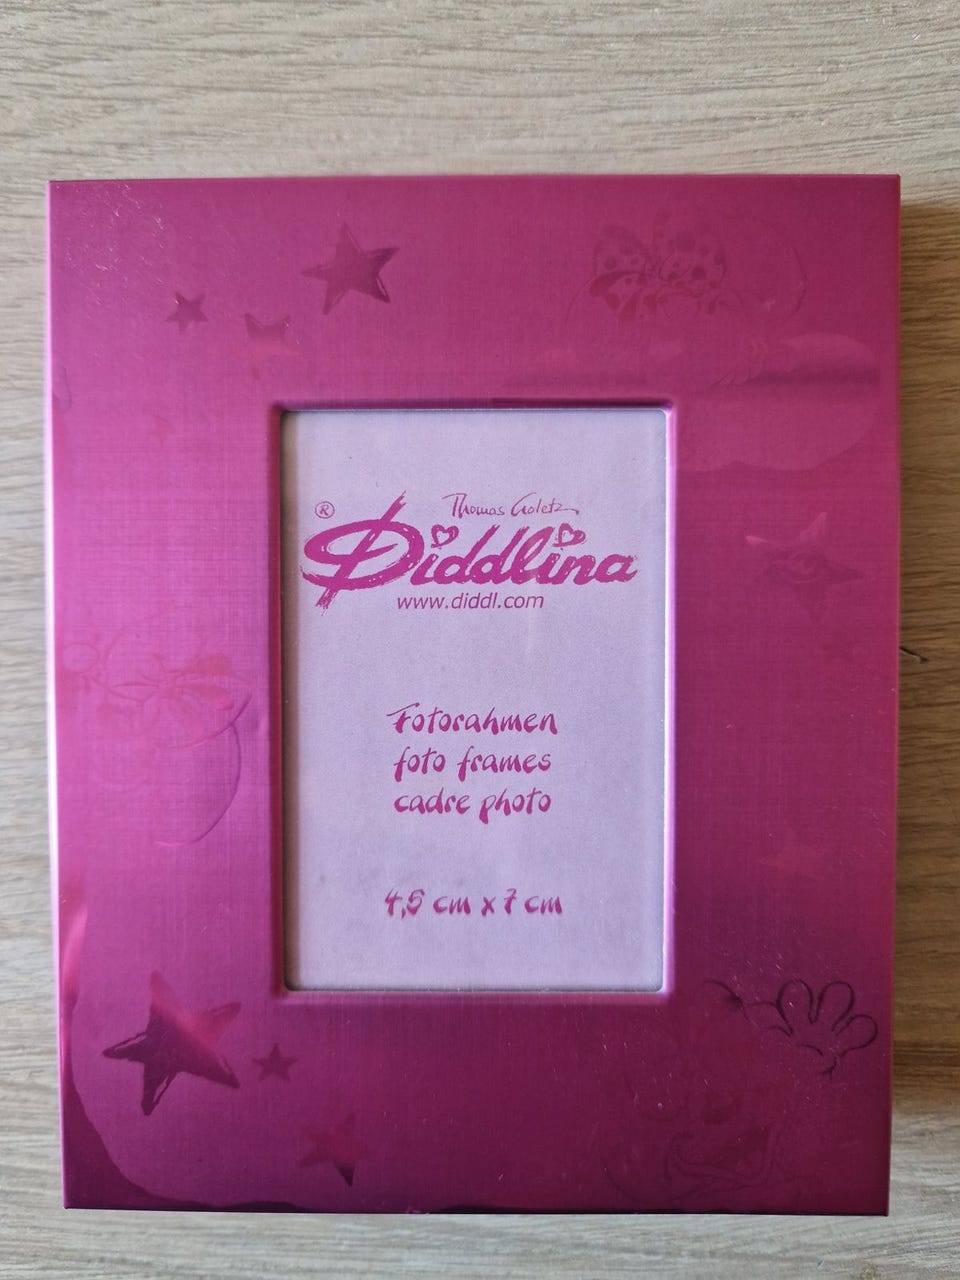 Thomas Goletz
® Diddlina
www.diddl.com
Fotorahmen
foto frames
cadre photo
4,5 cm x 7 cm